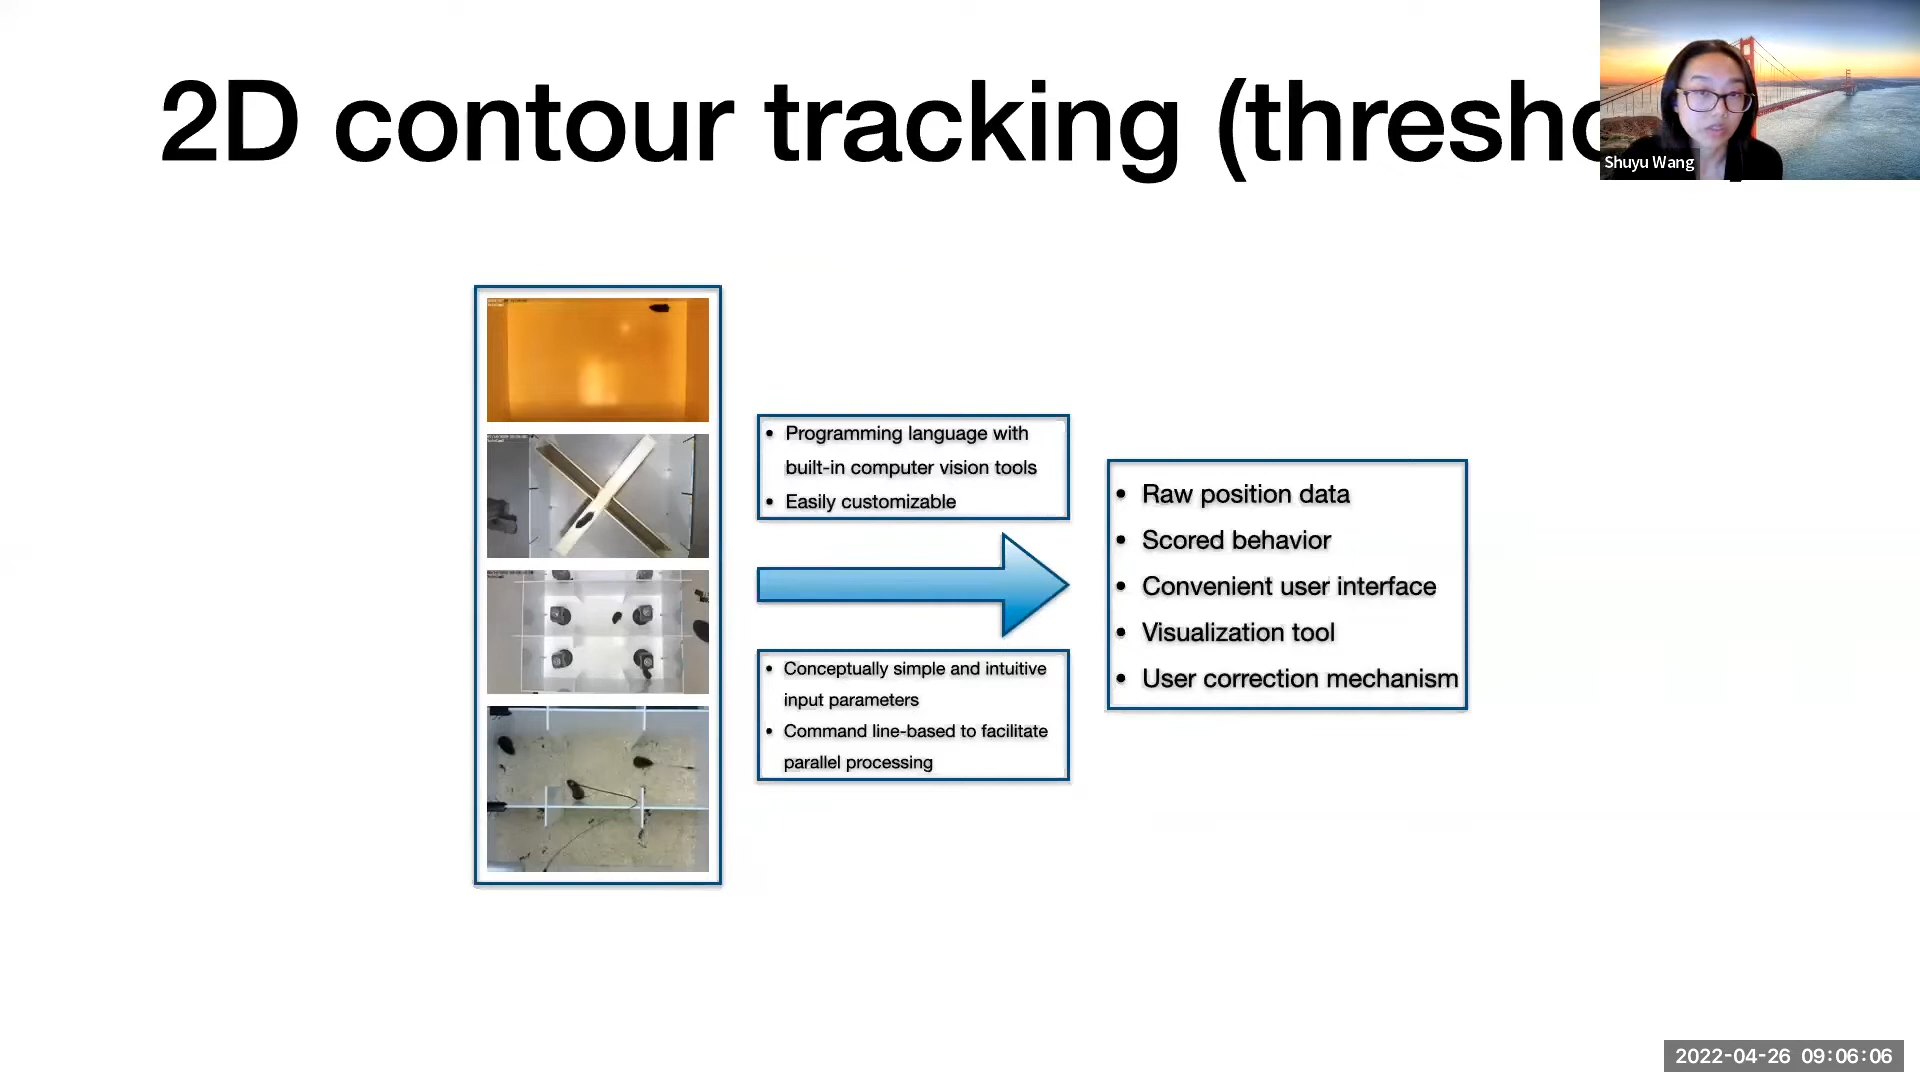 2D contour tracking (thresho
Shuyu Wang
Programming language with
built-in computer vision tools
Easily customizable
Conceptually simple and intuitive
input parameters
Command line-based to facilitate
parallel processing
Raw position data
Scored behavior
Convenient user interface
Visualization tool
User correction mechanism
2022-04-26 09:06:06